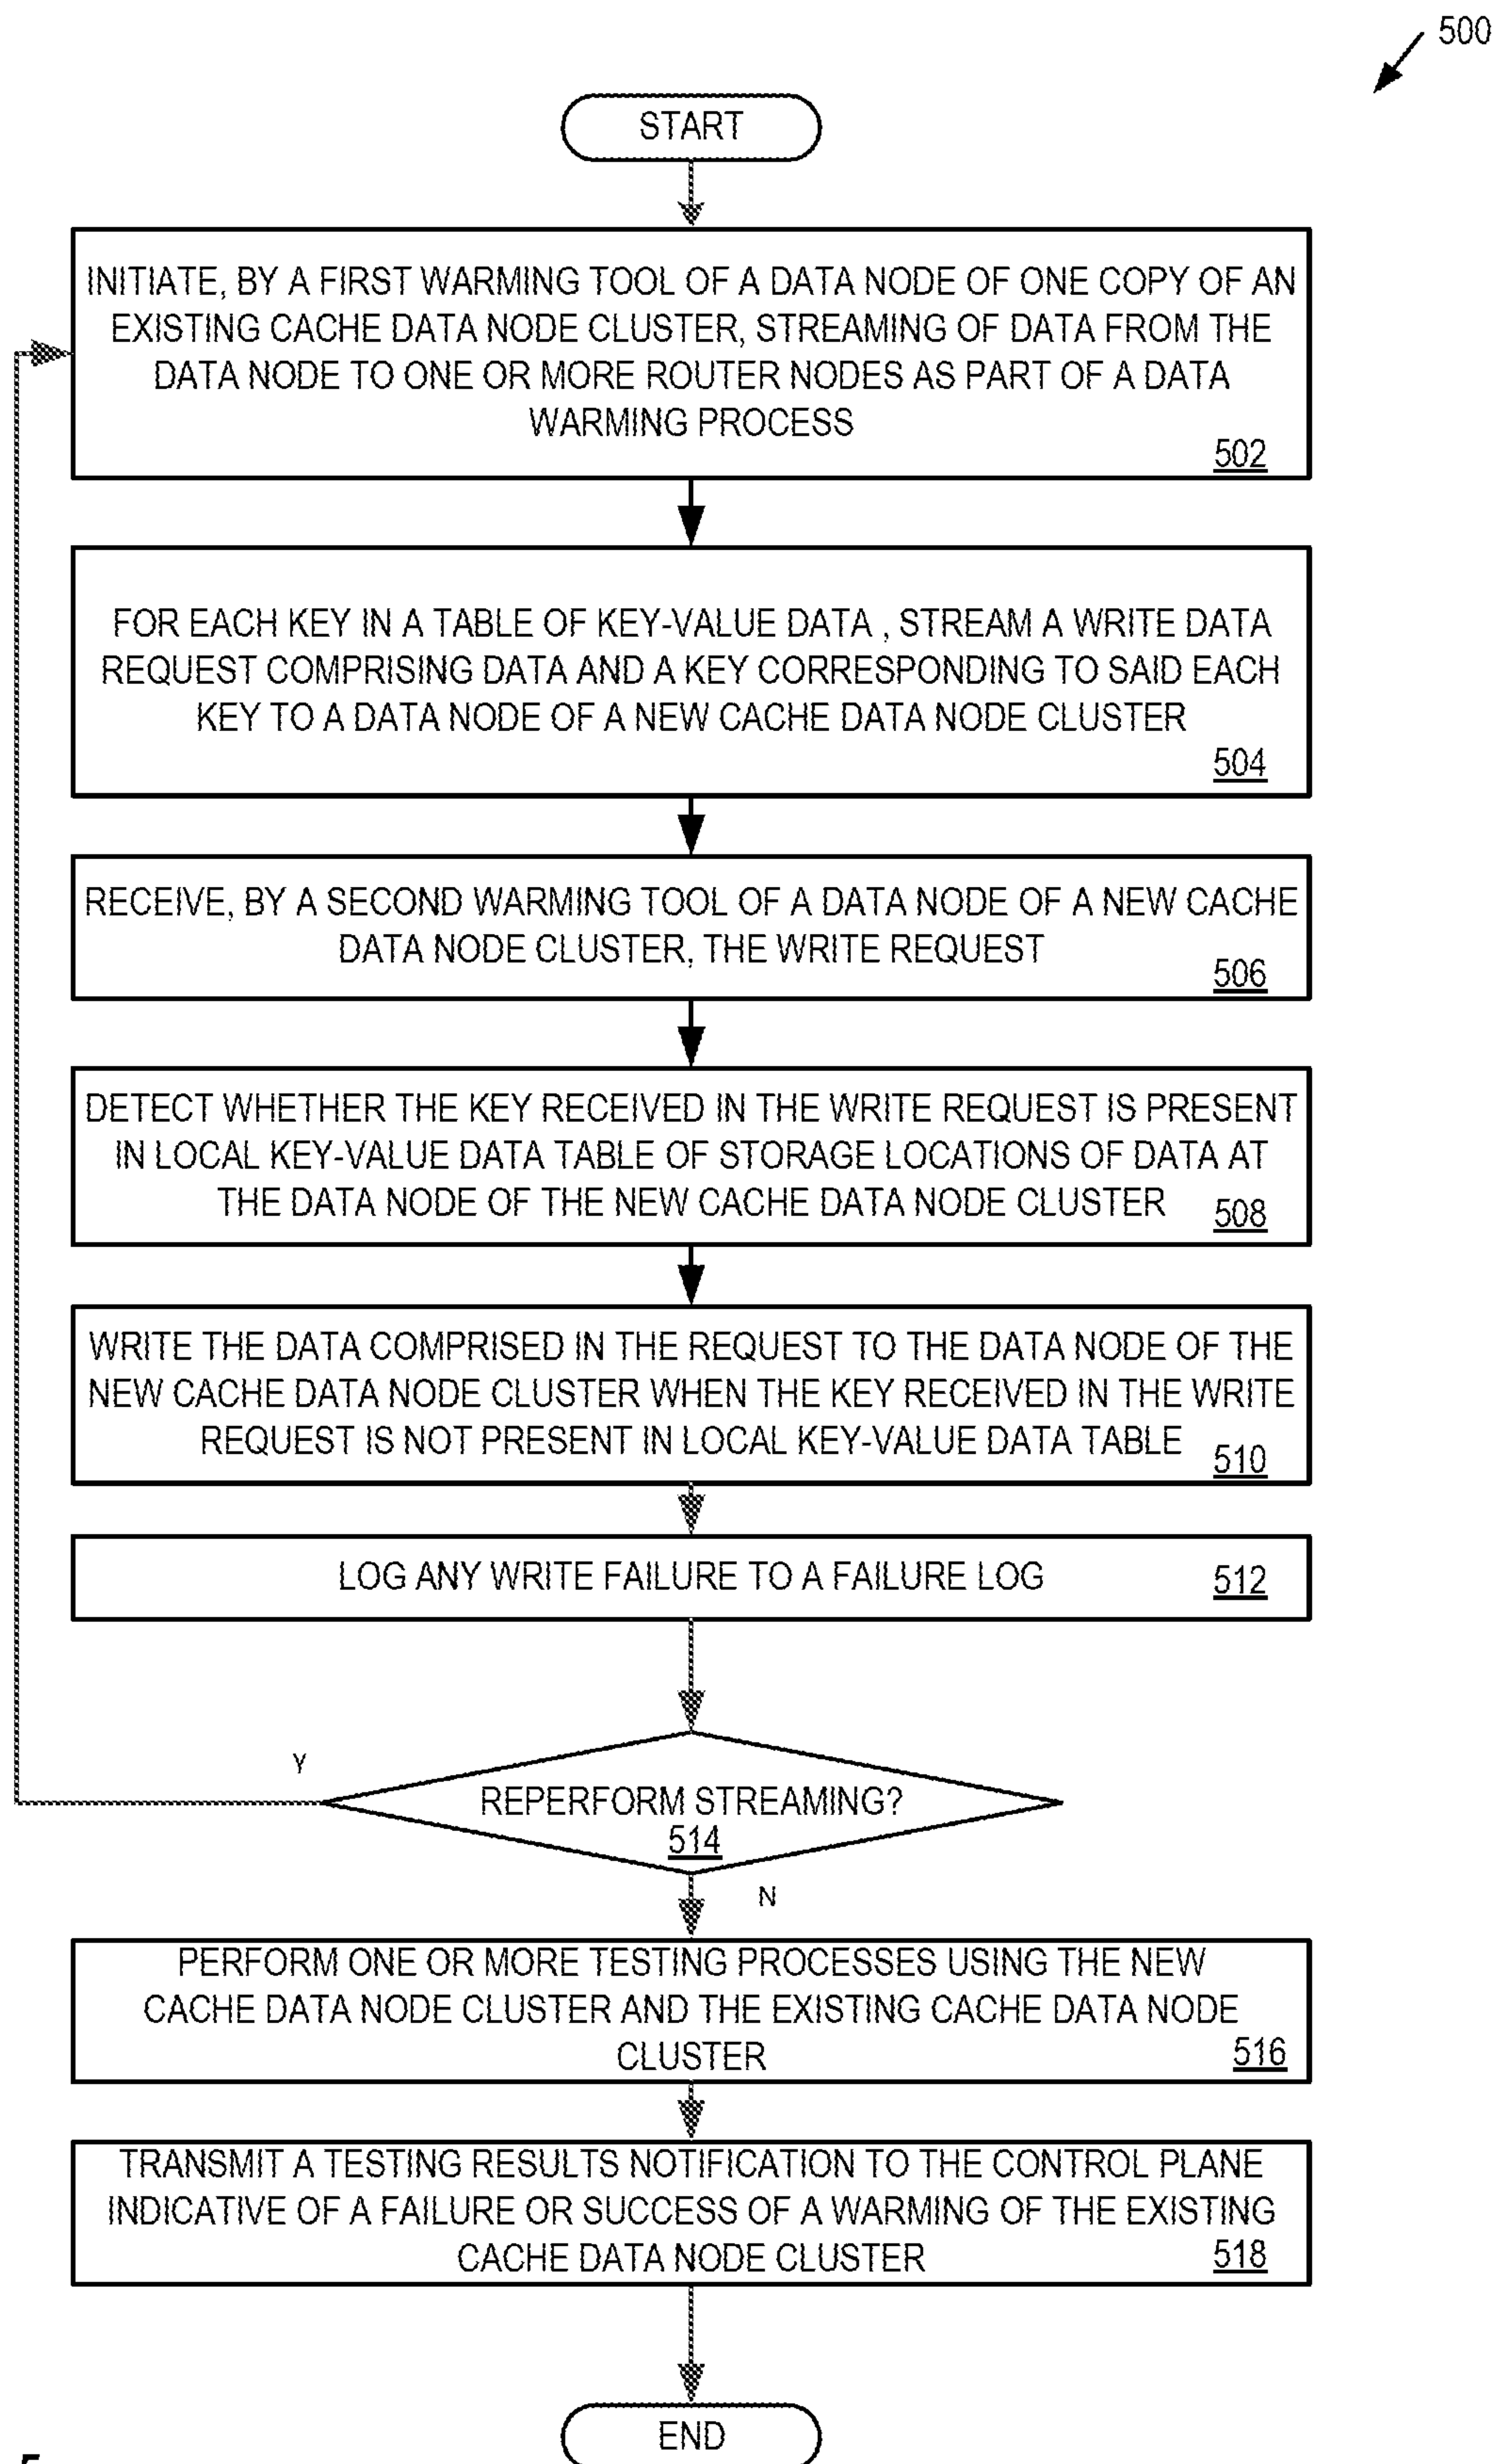 500
START
INITIATE, BY A FIRST WARMING TOOL OF A DATA NODE OF ONE COPY OF AN
EXISTING CACHE DATA NODE CLUSTER, STREAMING OF DATA FROM THE
DATA NODE TO ONE OR MORE ROUTER NODES AS PART OF A DATA
WARMING PROCESS
502
FOR EACH KEY IN A TABLE OF KEY-VALUE DATA , STREAM A WRITE DATA
REQUEST COMPRISING DATA AND A KEY CORRESPONDING TO SAID EACH
KEY TO A DATA NODE OF A NEW CACHE DATA NODE CLUSTER
504
RECEIVE, BY A SECOND WARMING TOOL OF A DATA NODE OF A NEW CACHE
DATA NODE CLUSTER, THE WRITE REQUEST
506
DETECT WHETHER THE KEY RECEIVED IN THE WRITE REQUEST IS PRESENT
IN LOCAL KEY-VALUE DATA TABLE OF STORAGE LOCATIONS OF DATA AT
THE DATA NODE OF THE NEW CACHE DATA NODE CLUSTER
508
WRITE THE DATA COMPRISED IN THE REQUEST TO THE DATA NODE OF THE
NEW CACHE DATA NODE CLUSTER WHEN THE KEY RECEIVED IN THE WRITE
REQUEST IS NOT PRESENT IN LOCAL KEY-VALUE DATA TABLE
510
LOG ANY WRITE FAILURE TO A FAILURE LOG
512
Y
REPERFORM STREAMING?
514
N
PERFORM ONE OR MORE TESTING PROCESSES USING THE NEW
CACHE DATA NODE CLUSTER AND THE EXISTING CACHE DATA NODE
CLUSTER
516
TRANSMIT A TESTING RESULTS NOTIFICATION TO THE CONTROL PLANE
INDICATIVE OF A FAILURE OR SUCCESS OF A WARMING OF THE EXISTING
CACHE DATA NODE CLUSTER
518
END